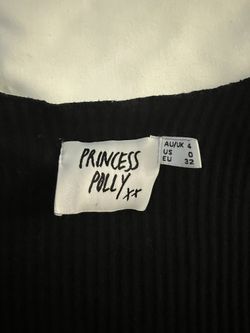 PRINCESS
POLLY xx
AU/UK 4
US 0
EU 32